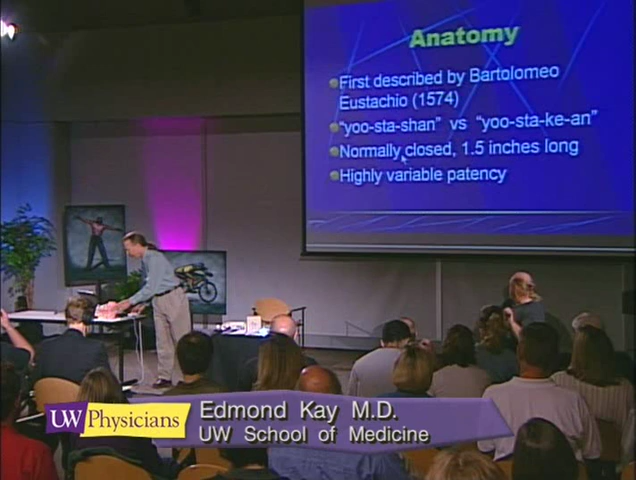 Anatomy
First described by Bartolomeo
Eustachio (1574)
"yoo-sta-shan" vs "yoo-sta-ke-an"
Normally closed, 1.5 inches long
Highly variable patency
UW Physicians
Edmond Kay M.D.
UW School of Medicine